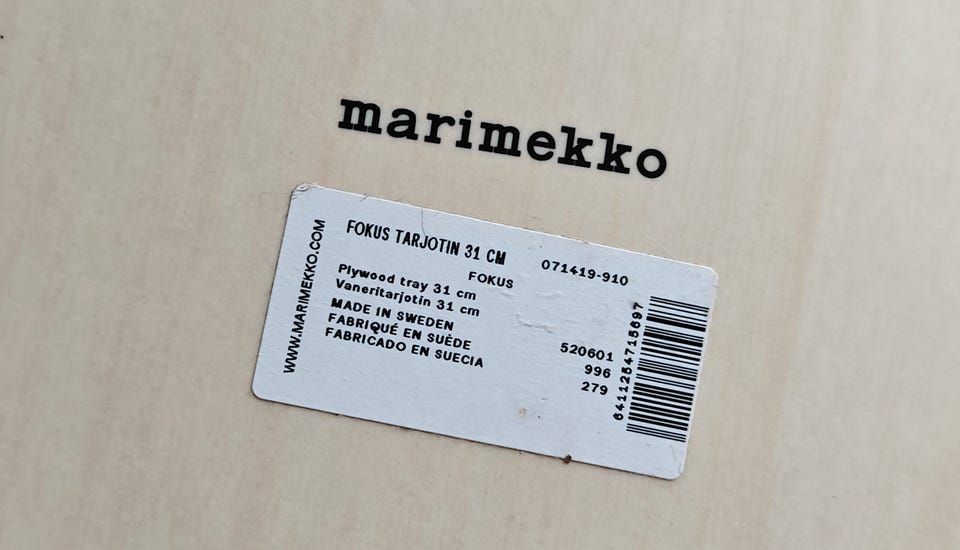 marimekko
WWW.MARIMEKKO.COM
FOKUS TARJOTIN 31 CM
071419-910
FOKUS
Plywood tray 31 cm
Vaneritarjotin 31 cm
MADE IN SWEDEN
FABRIQUÉ EN SUÈDE
FABRICADO EN SUECIA
520601
996
279
6411254715697